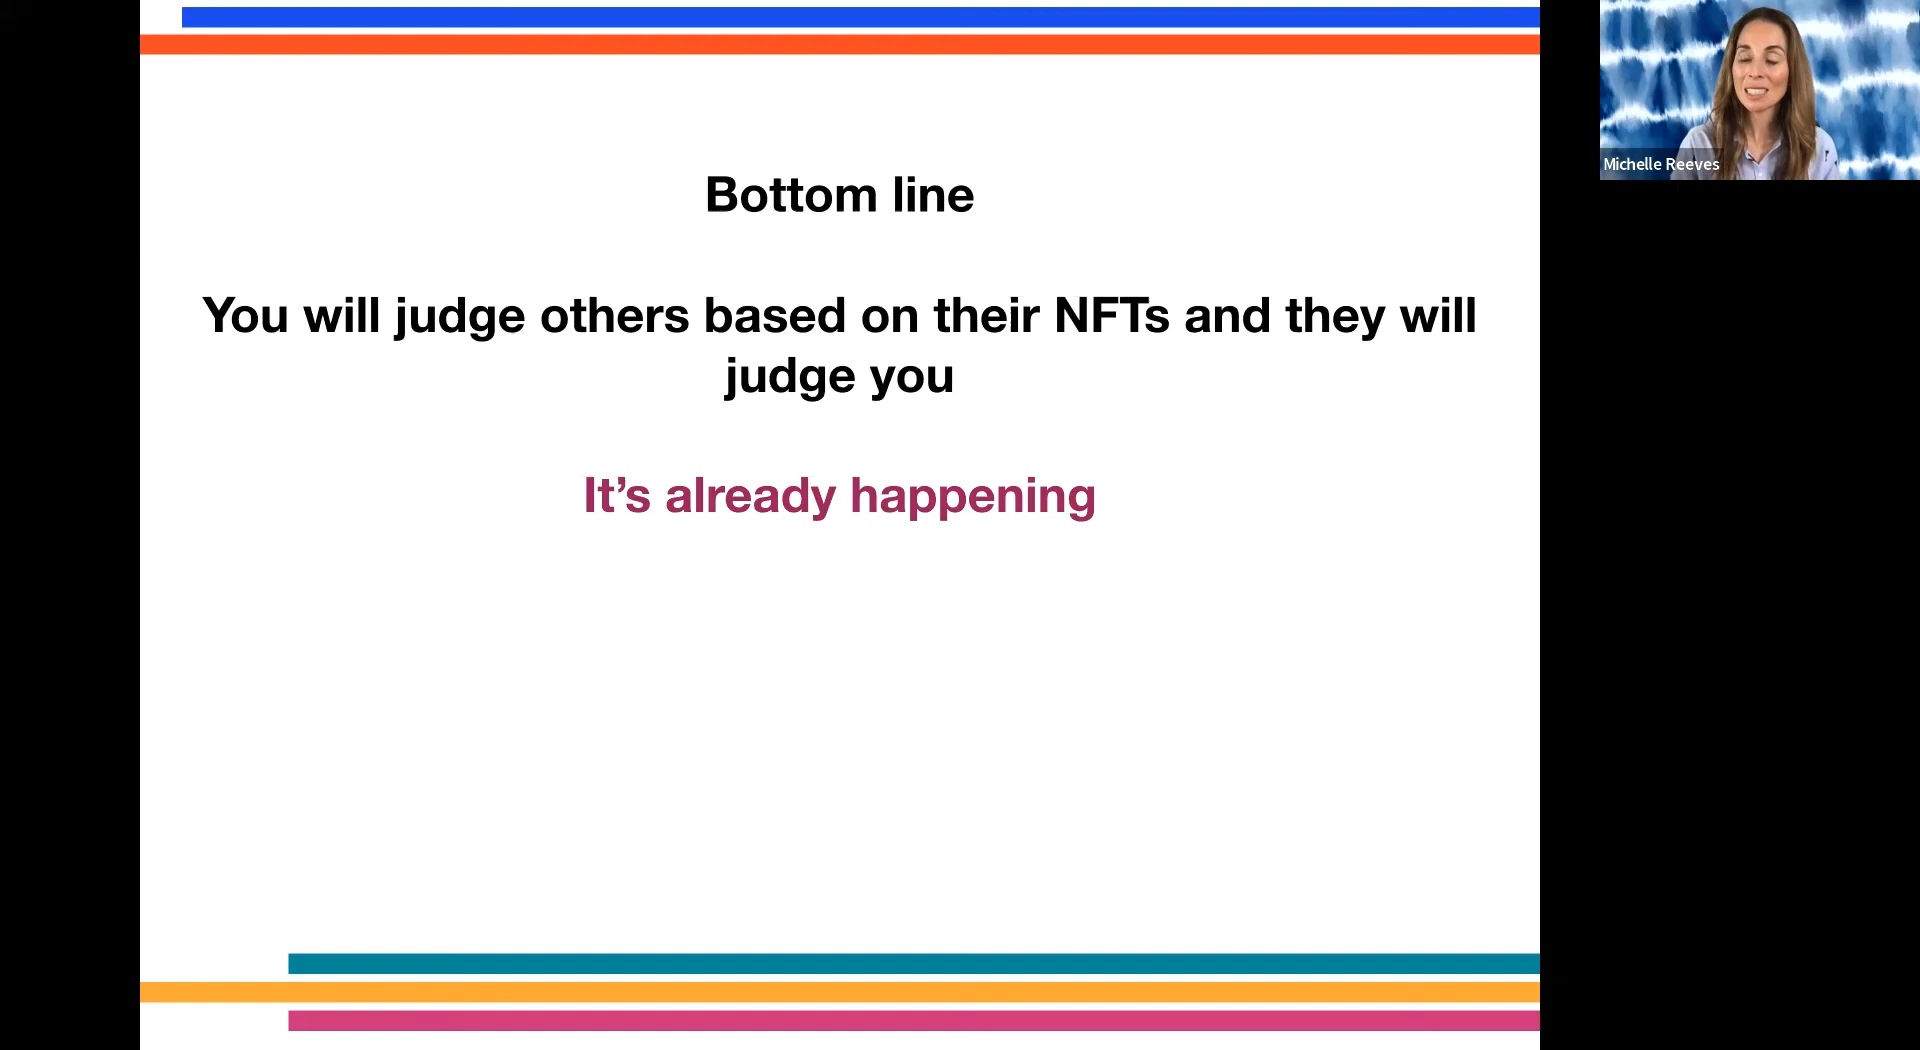 Bottom line
You will judge others based on their NFTs and they will
judge you
It’s already happening
Michelle Reeves